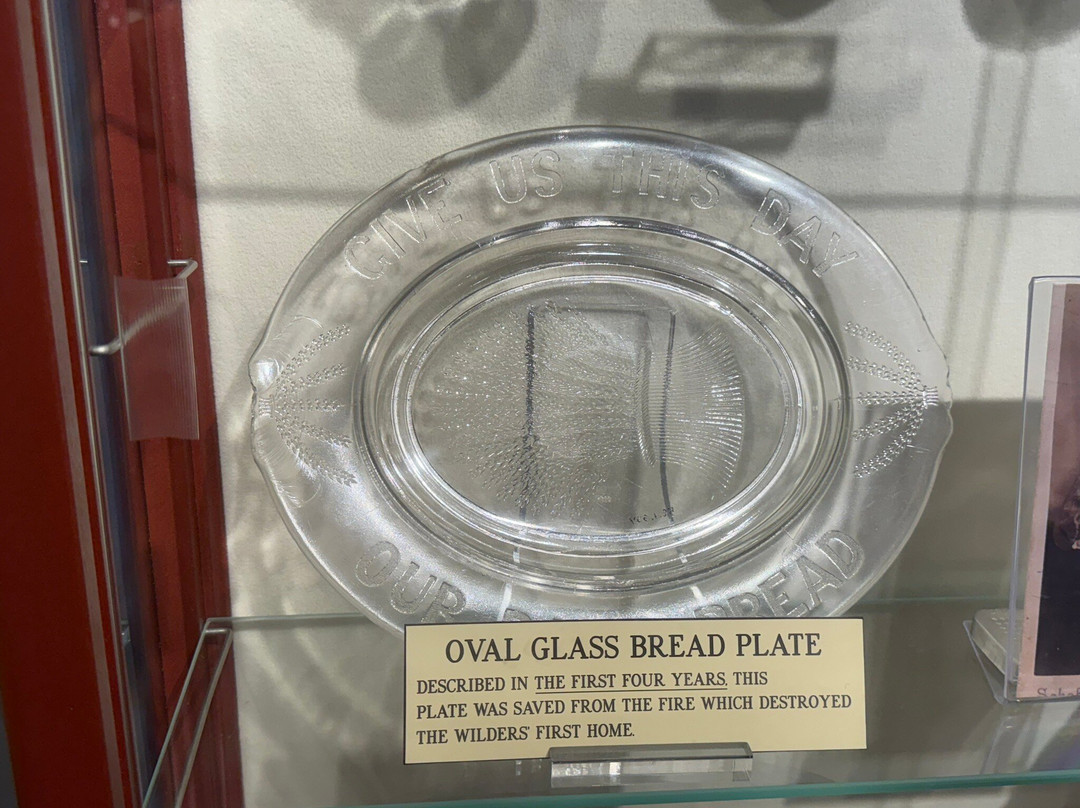 GIVE US THIS DAY
OUR BREAD
OVAL GLASS BREAD PLATE
DESCRIBED IN THE FIRST FOUR YEARS, THIS
PLATE WAS SAVED FROM THE FIRE WHICH DESTROYED
THE WILDERS' FIRST HOME.